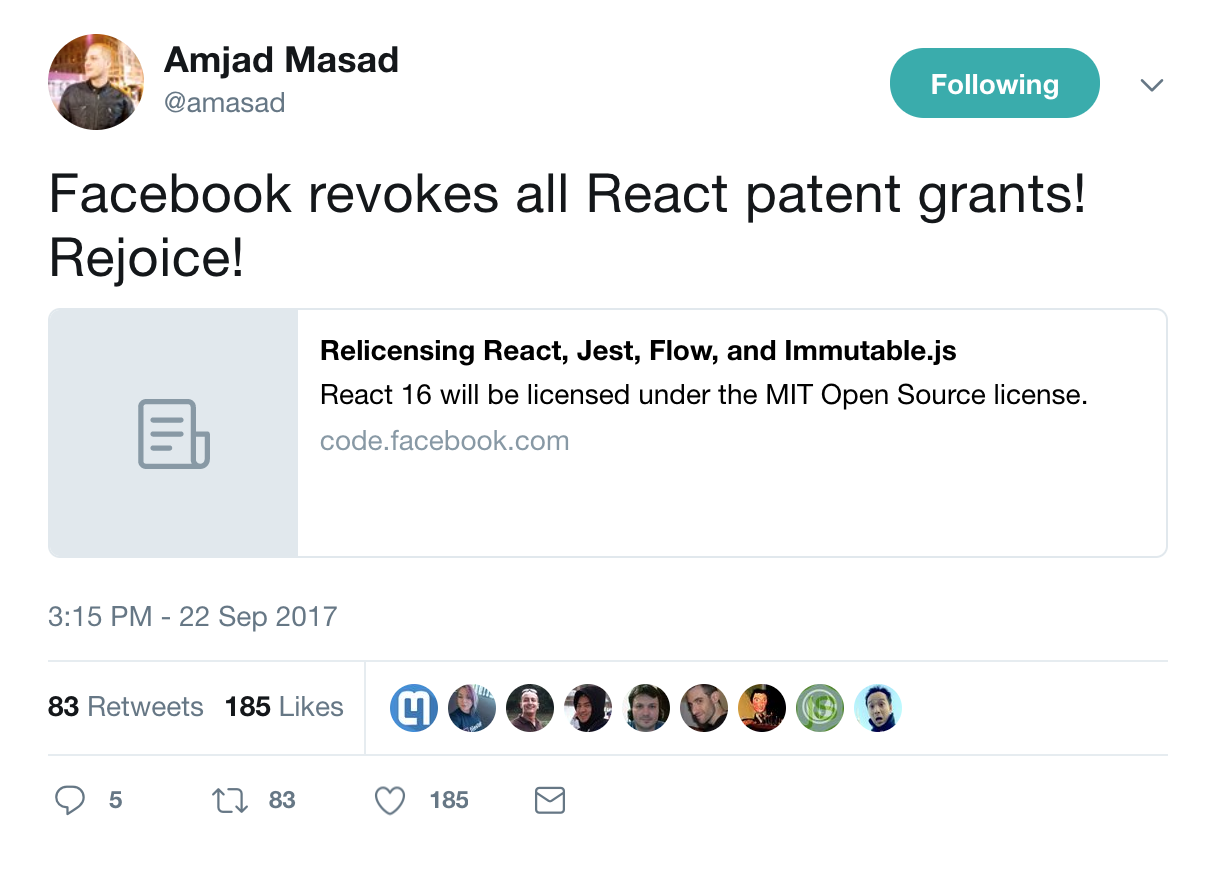 Amjad Masad
@amasad
Following
Facebook revokes all React patent grants!
Rejoice!
Relicensing React, Jest, Flow, and Immutable.js
React 16 will be licensed under the MIT Open Source license.
code.facebook.com
3:15 PM - 22 Sep 2017
83 Retweets 185 Likes
5 83 185